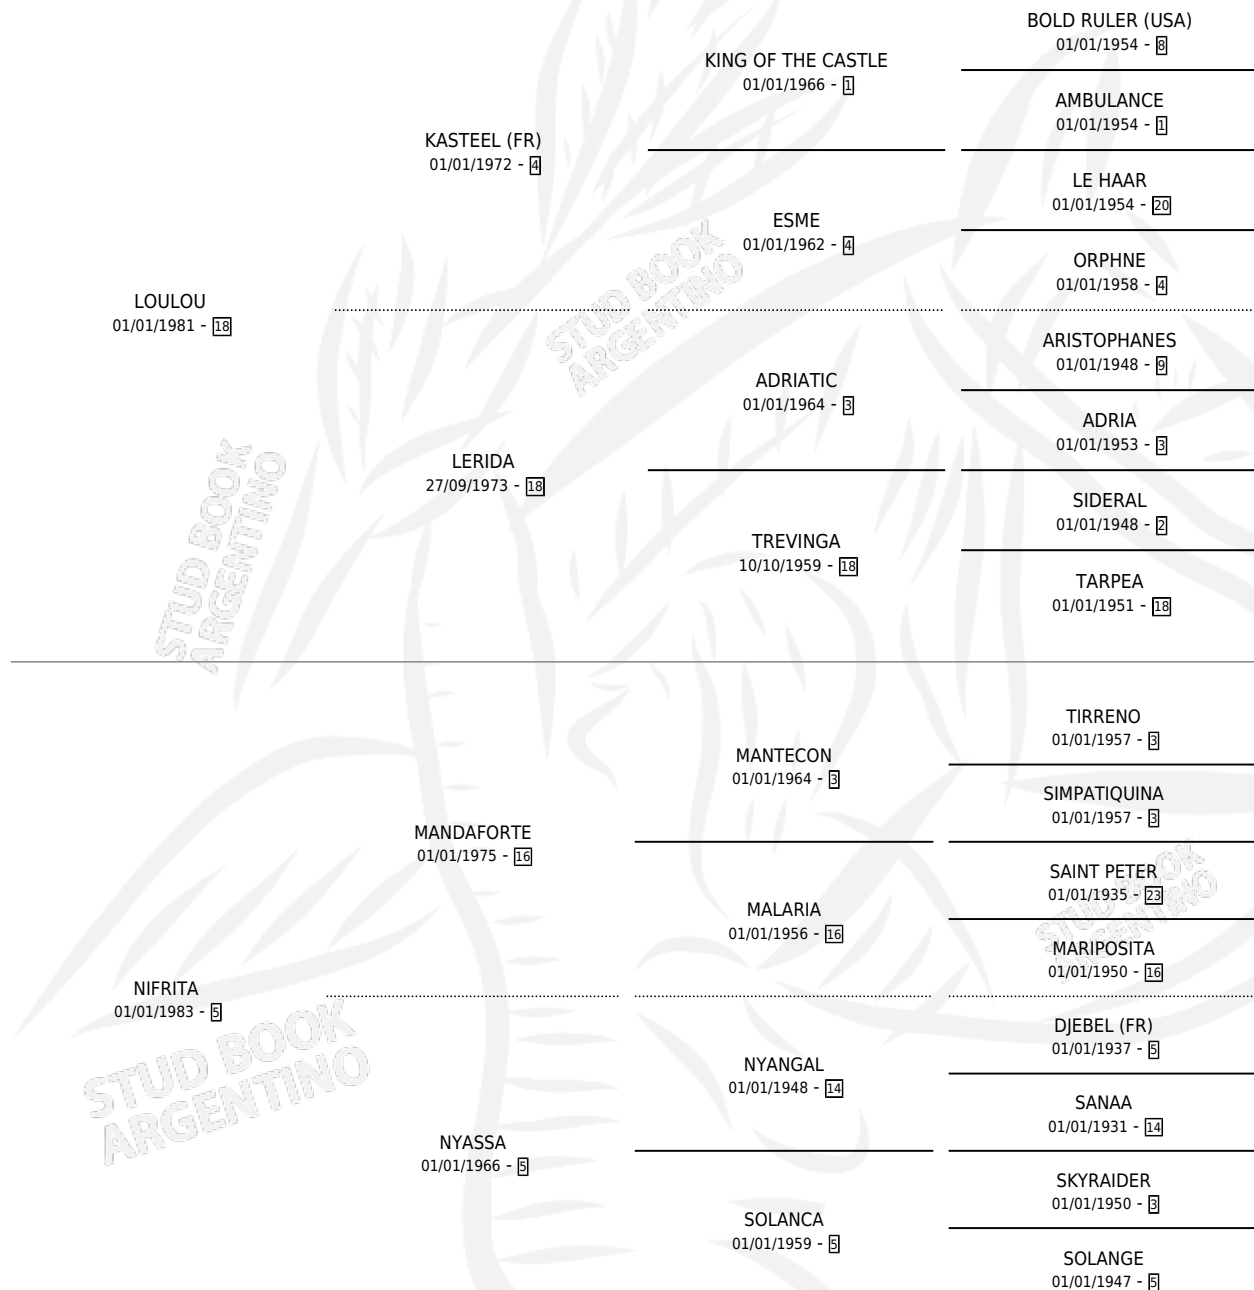 BOLD RULER (USA)
01/01/1954 - 8
KING OF THE CASTLE
01/01/1966 - 1
AMBULANCE
01/01/1954 - 1
KASTEEL (FR)
01/01/1972 - 4
LE HAAR
01/01/1954 - 20
ESME
01/01/1962 - 4
ORPHNE
01/01/1958 - 4
LOULOU
01/01/1981 - 18
ARISTOPHANES
01/01/1948 - 9
ADRIATIC
01/01/1964 - 3
ADRIA
01/01/1953 - 3
LERIDA
27/09/1973 - 18
SIDERAL
01/01/1948 - 2
TREVINGA
10/10/1959 - 18
TARPEA
01/01/1951 - 18
TIRRENO
01/01/1957 - 3
MANTECON
01/01/1964 - 3
SIMPATIQUINA
01/01/1957 - 3
MANDAFORTE
01/01/1975 - 16
SAINT PETER
01/01/1935 - 23
MALARIA
01/01/1956 - 16
MARIPOSITA
01/01/1950 - 16
NIFRITA
01/01/1983 - 5
DJEBEL (FR)
01/01/1937 - 5
NYANGAL
01/01/1948 - 14
SANAA
01/01/1931 - 14
NYASSA
01/01/1966 - 5
SKYRAIDER
01/01/1950 - 3
SOLANCA
01/01/1959 - 5
SOLANGE
01/01/1947 - 5
STUD BOOK
ARGENTINO
STUD BOOK
ARGENTINO
STUD BOOK
ARGENTINO
STUD BOOK
ARGENTINO